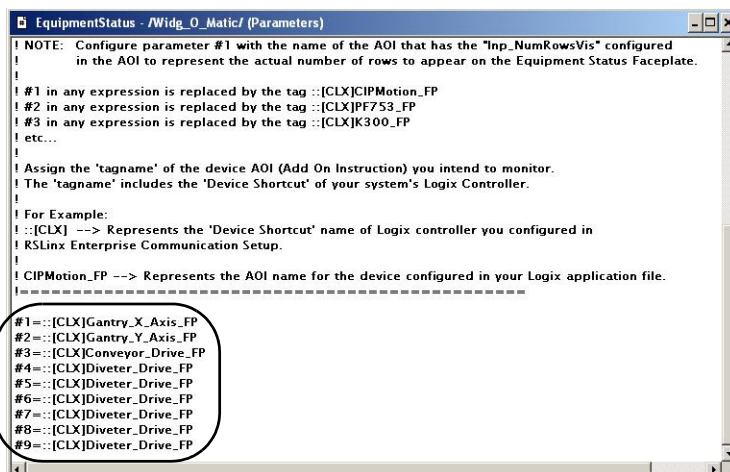 EquipmentStatus - /Widg_O_Matic/ (Parameters)
! NOTE: Configure parameter #1 with the name of the AOI that has the "Inp_NumRowsVis" configured
! in the AOI to represent the actual number of rows to appear on the Equipment Status Faceplate.
!
! #1 in any expression is replaced by the tag ::[CLX]CIPMotion_FP
! #2 in any expression is replaced by the tag ::[CLX]PF753_FP
! #3 in any expression is replaced by the tag ::[CLX]K300_FP
! etc...
!
! Assign the 'tagname' of the device AOI (Add On Instruction) you intend to monitor.
! The 'tagname' includes the 'Device Shortcut' of your system's Logix Controller.
!
! For Example:
! ::[CLX] --> Represents the 'Device Shortcut' name of Logix controller you configured in
! RSLinx Enterprise Communication Setup.
!
! CIPMotion_FP --> Represents the AOI name for the device configured in your Logix application file.
!================================================
#1=::[CLX]Gantry_X_Axis_FP
#2=::[CLX]Gantry_Y_Axis_FP
#3=::[CLX]Conveyor_Drive_FP
#4=::[CLX]Diveter_Drive_FP
#5=::[CLX]Diveter_Drive_FP
#6=::[CLX]Diveter_Drive_FP
#7=::[CLX]Diveter_Drive_FP
#8=::[CLX]Diveter_Drive_FP
#9=::[CLX]Diveter_Drive_FP